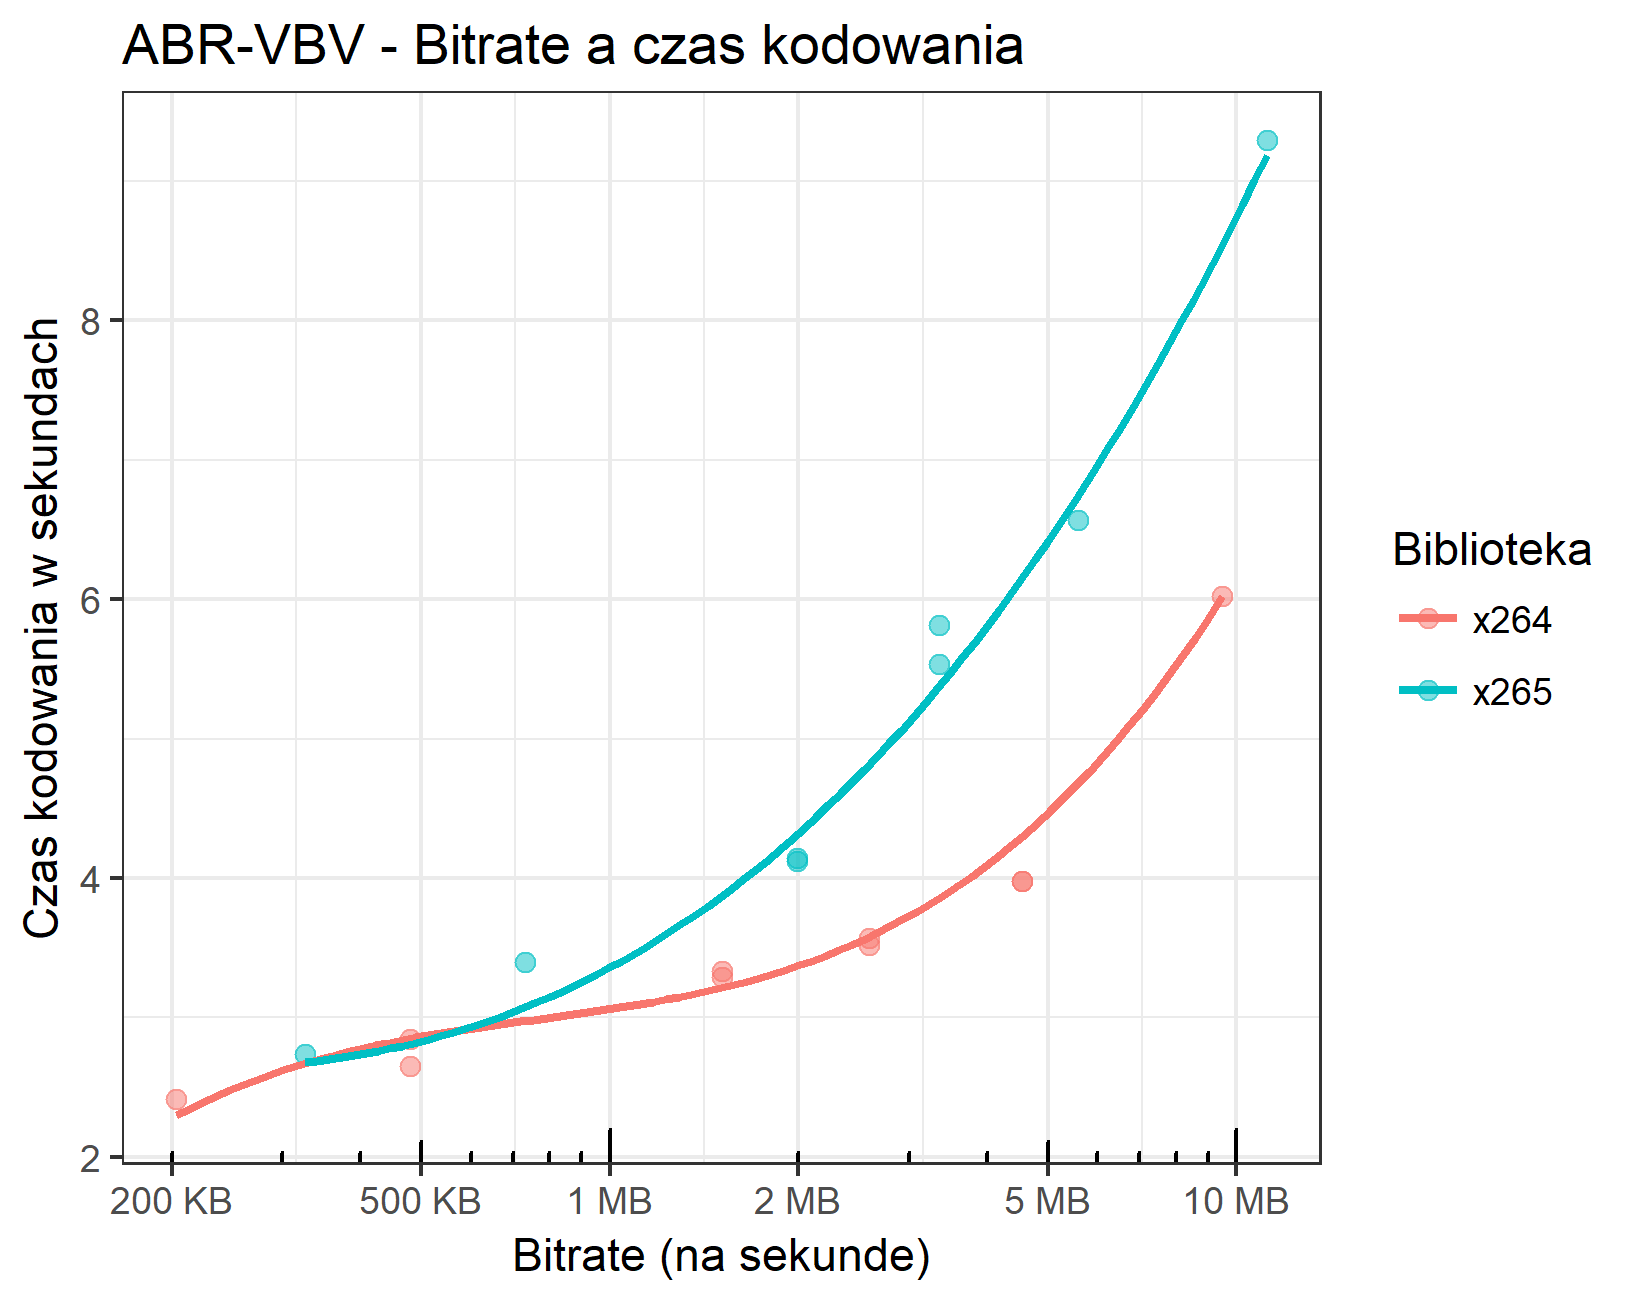 ABR-VBV - Bitrate a czas kodowania
Czas kodowania w sekundach
8
6
4
2
200 KB
500 KB
1 MB
2 MB
5 MB
10 MB
Bitrate (na sekunde)
Biblioteka
x264
x265